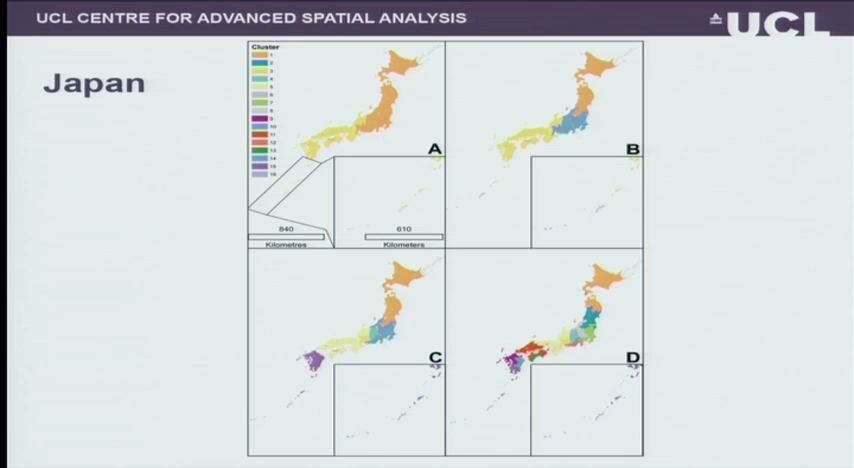 UCL CENTRE FOR ADVANCED SPATIAL ANALYSIS
UCL
Japan
Cluster
1
2
3
4
5
6
7
8
9
10
11
12
13
14
15
16
A
B
840
Kilometres
610
Kilometers
C
D